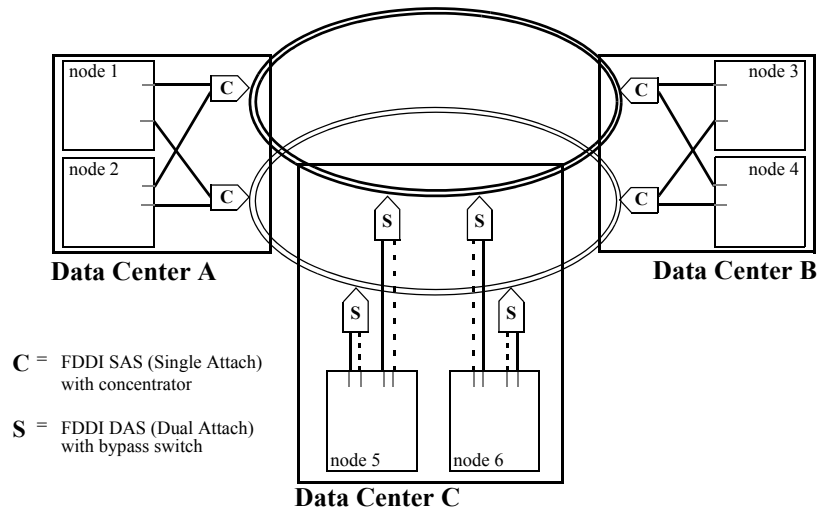 node 1
C
node 2
C
Data Center A
C
node 3
C
node 4
Data Center B
S
S
S
S
node 5
node 6
Data Center C
C = FDDI SAS (Single Attach)
with concentrator
S = FDDI DAS (Dual Attach)
with bypass switch